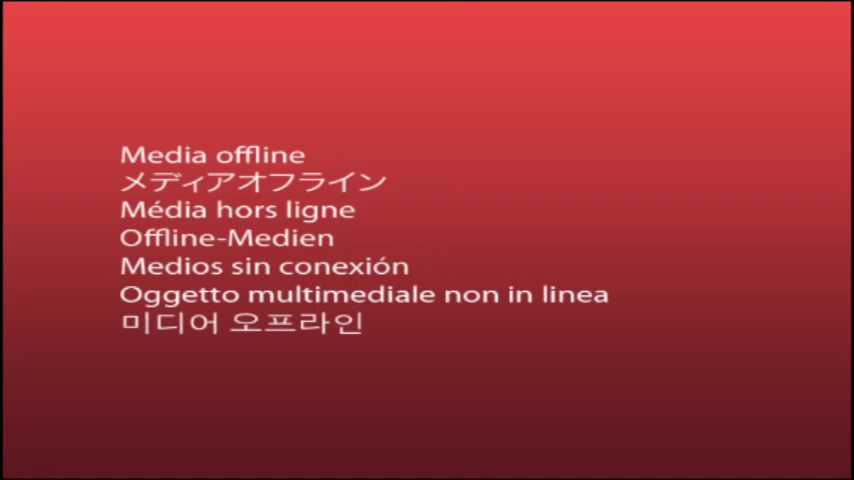 Media offline
メディアオフライン
Média hors ligne
Offline-Medien
Medios sin conexión
Oggetto multimediale non in linea
미디어 오프라인